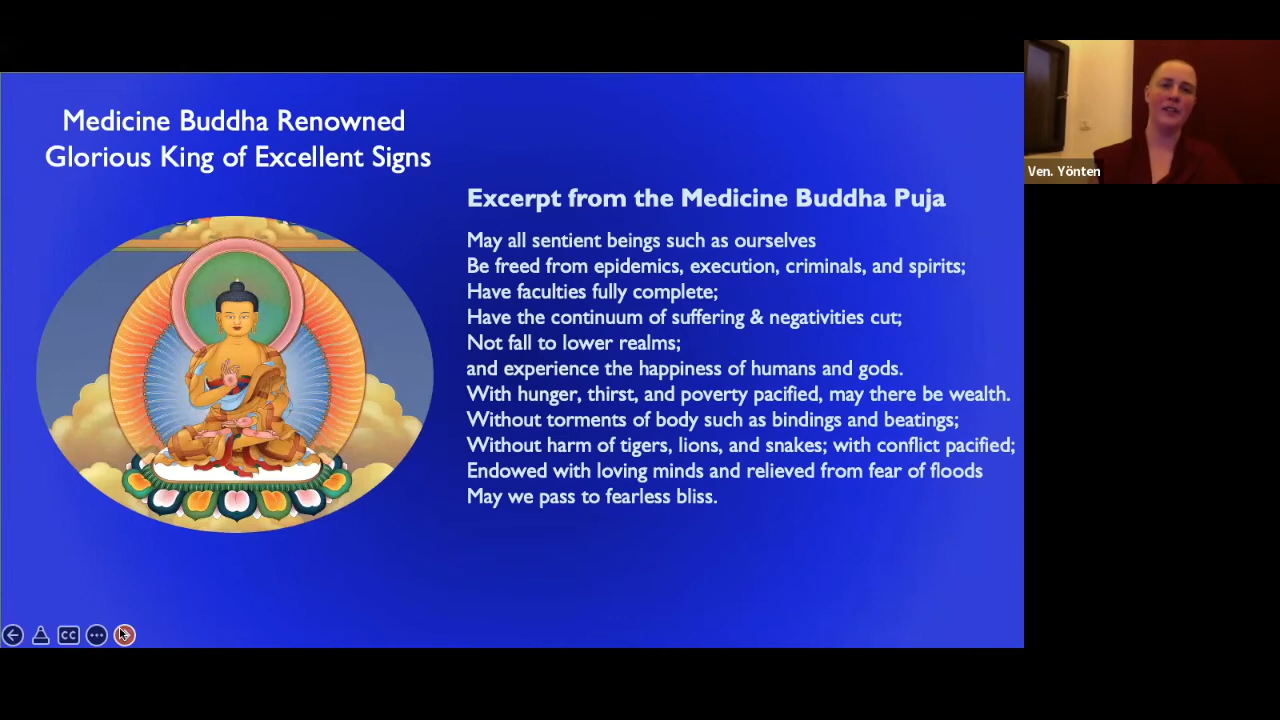 Medicine Buddha Renowned
Glorious King of Excellent Signs
Excerpt from the Medicine Buddha Puja
May all sentient beings such as ourselves
Be freed from epidemics, execution, criminals, and spirits;
Have faculties fully complete;
Have the continuum of suffering & negativities cut;
Not fall to lower realms;
and experience the happiness of humans and gods.
With hunger, thirst, and poverty pacified, may there be wealth.
Without torments of body such as bindings and beatings;
Without harm of tigers, lions, and snakes; with conflict pacified;
Endowed with loving minds and relieved from fear of floods
May we pass to fearless bliss.
Ven. Yönten
CC